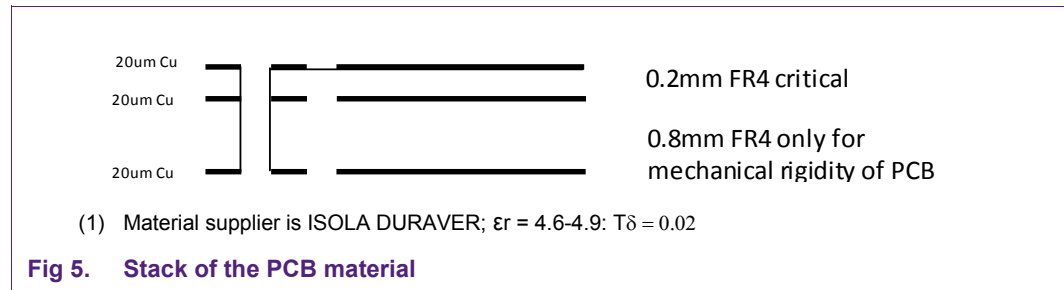 20um Cu
0.2mm FR4 critical
20um Cu
0.8mm FR4 only for
mechanical rigidity of PCB
20um Cu
(1) Material supplier is ISOLA DURAVER; εr = 4.6-4.9: Tδ = 0.02
Fig 5. Stack of the PCB material